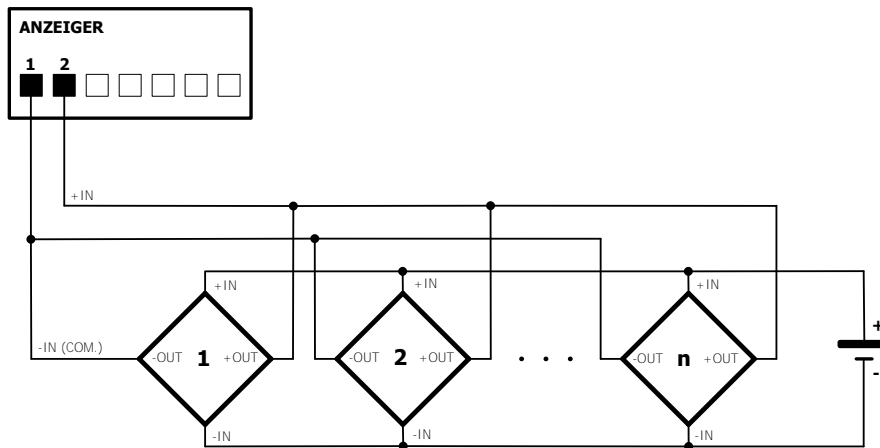 ANZEIGER
1 2
+IN
+IN +IN +IN
+
-IN (COM.) -OUT 1 +OUT -OUT 2 +OUT . . . -OUT n +OUT
-
-IN -IN -IN